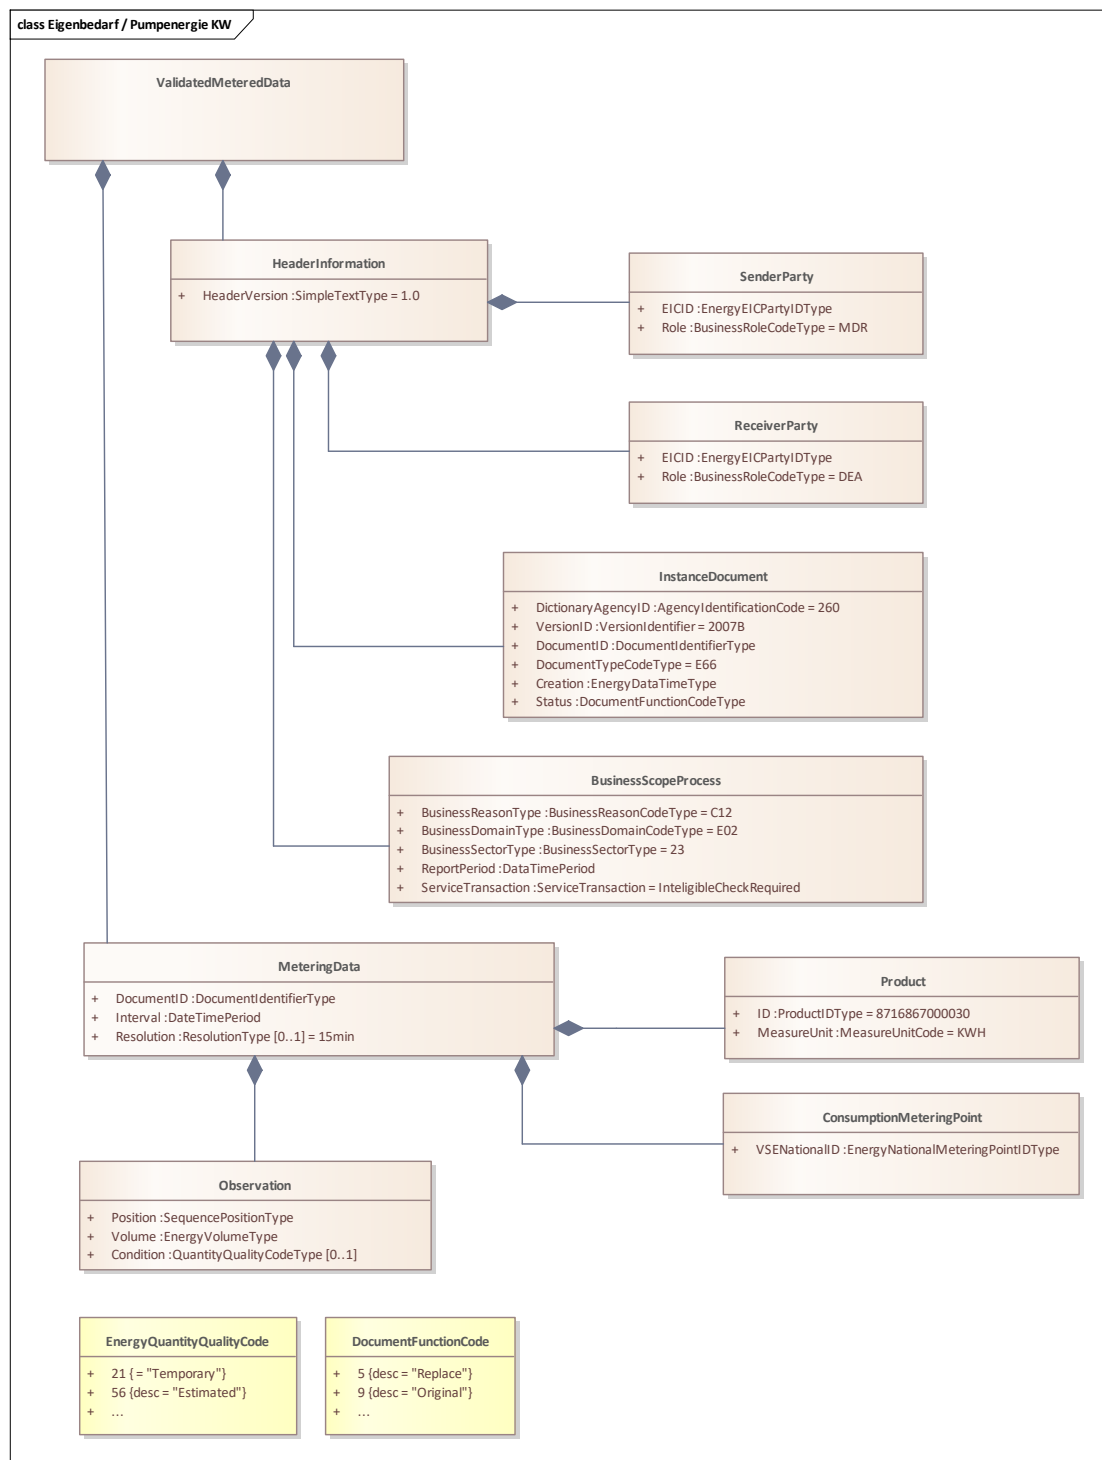 class Eigenbedarf / Pumpenergie KW
ValidatedMeteredData
HeaderInformation
+ HeaderVersion :SimpleTextType = 1.0
SenderParty
+ EICID :EnergyEICPartyIDType
+ Role :BusinessRoleCodeType = MDR
ReceiverParty
+ EICID :EnergyEICPartyIDType
+ Role :BusinessRoleCodeType = DEA
InstanceDocument
+ DictionaryAgencyID :AgencyIdentificationCode = 260
+ VersionID :VersionIdentifier = 2007B
+ DocumentID :DocumentIdentifierType
+ DocumentTypeCodeType = E66
+ Creation :EnergyDataTimeType
+ Status :DocumentFunctionCodeType
BusinessScopeProcess
+ BusinessReasonType :BusinessReasonCodeType = C12
+ BusinessDomainType :BusinessDomainCodeType = E02
+ BusinessSectorType :BusinessSectorType = 23
+ ReportPeriod :DataTimePeriod
+ ServiceTransaction :ServiceTransaction = InteligibleCheckRequired
MeteringData
+ DocumentID :DocumentIdentifierType
+ Interval :DateTimePeriod
+ Resolution :ResolutionType [0..1] = 15min
Product
+ ID :ProductIDType = 8716867000030
+ MeasureUnit :MeasureUnitCode = KWH
ConsumptionMeteringPoint
+ VSENationalID :EnergyNationalMeteringPointIDType
Observation
+ Position :SequencePositionType
+ Volume :EnergyVolumeType
+ Condition :QuantityQualityCodeType [0..1]
EnergyQuantityQualityCode
+ 21 { = "Temporary"}
+ 56 {desc = "Estimated"}
+ ...
DocumentFunctionCode
+ 5 {desc = "Replace"}
+ 9 {desc = "Original"}
+ ...